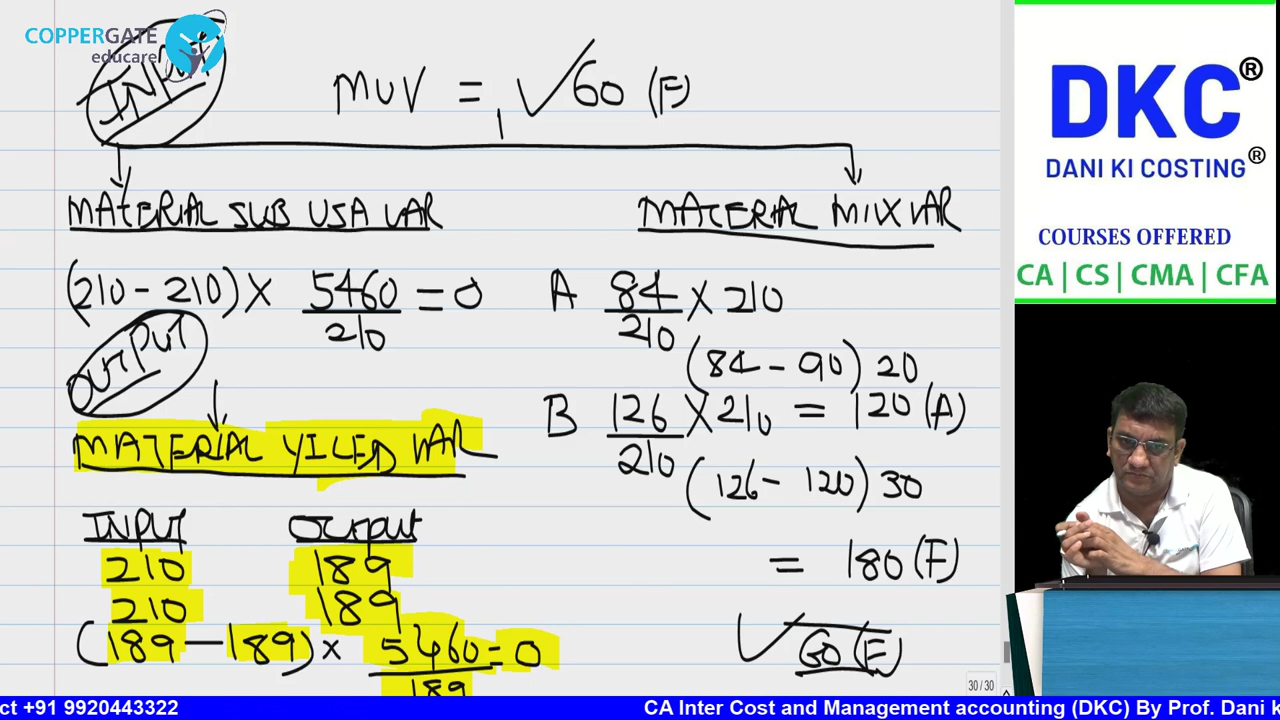 COPPERGATE
educare
INPUT
MUV = √60 (F)
MATERIAL SUB USA VAR
(210 - 210) X 5460/210 = 0
OUTPUT
MATERIAL YILED VAR
INPUT OUTPUT
210 189
210 189
(189 - 189) x 5460/189 = 0
MATERIAL MIX VAR
A 84/210 X 210
(84 - 90) 20
= 120 (A)
B 126/210 X 210
(126 - 120) 30
= 180 (F)
√60 (F)
30 / 30
DKC®
DANI KI COSTING®
COURSES OFFERED
CA | CS | CMA | CFA
ct +91 9920443322
CA Inter Cost and Management accounting (DKC) By Prof. Dani k